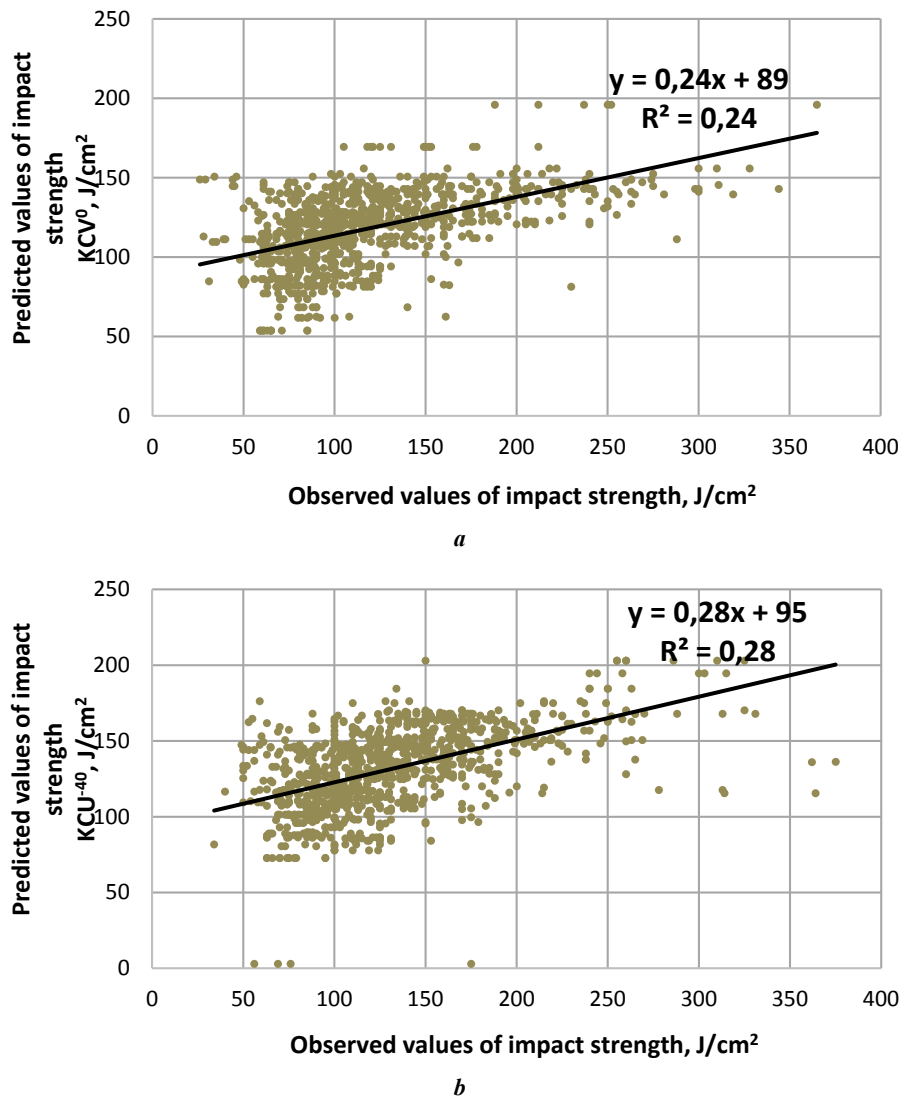 250
200
150
100
50
0
Predicted values of impact
strength
KCV⁰, J/cm²
y = 0,24x + 89
R² = 0,24
0 50 100 150 200 250 300 350 400
Observed values of impact strength, J/cm²
a
250
200
150
100
50
0
Predicted values of impact
strength
KCU⁻⁴⁰, J/cm²
y = 0,28x + 95
R² = 0,28
0 50 100 150 200 250 300 350 400
Observed values of impact strength, J/cm²
b